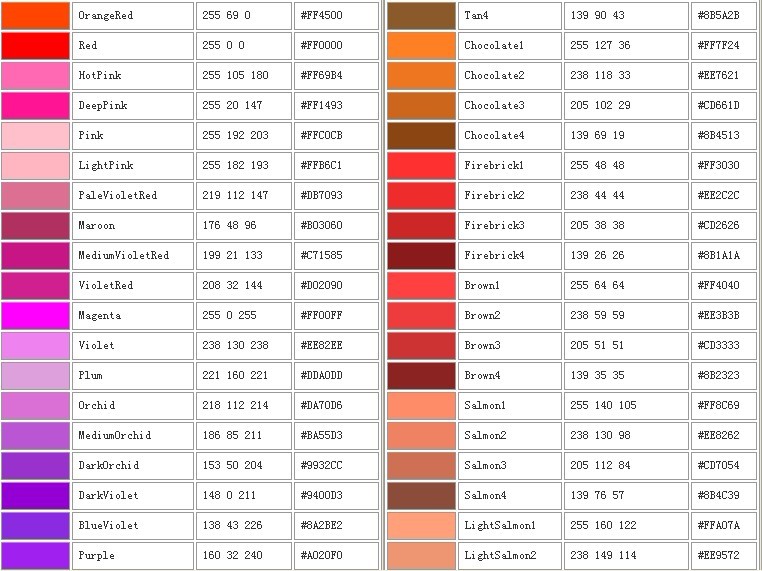 OrangeRed 255 69 0 #FF4500 Tan4 139 90 43 #8B5A2B
Red 255 0 0 #FF0000 Chocolate1 255 127 36 #FF7F24
HotPink 255 105 180 #FF69B4 Chocolate2 238 118 33 #EE7621
DeepPink 255 20 147 #FF1493 Chocolate3 205 102 29 #CD661D
Pink 255 192 203 #FFC0CB Chocolate4 139 69 19 #8B4513
LightPink 255 182 193 #FFB6C1 Firebrick1 255 48 48 #FF3030
PaleVioletRed 219 112 147 #DB7093 Firebrick2 238 44 44 #EE2C2C
Maroon 176 48 96 #B03060 Firebrick3 205 38 38 #CD2626
MediumVioletRed 199 21 133 #C71585 Firebrick4 139 26 26 #8B1A1A
VioletRed 208 32 144 #D02090 Brown1 255 64 64 #FF4040
Magenta 255 0 255 #FF00FF Brown2 238 59 59 #EE3B3B
Violet 238 130 238 #EE82EE Brown3 205 51 51 #CD3333
Plum 221 160 221 #DDA0DD Brown4 139 35 35 #8B2323
Orchid 218 112 214 #DA70D6 Salmon1 255 140 105 #FF8C69
MediumOrchid 186 85 211 #BA55D3 Salmon2 238 130 98 #EE8262
DarkOrchid 153 50 204 #9932CC Salmon3 205 112 84 #CD7054
DarkViolet 148 0 211 #9400D3 Salmon4 139 76 57 #8B4C39
BlueViolet 138 43 226 #8A2BE2 LightSalmon1 255 160 122 #FFA07A
Purple 160 32 240 #A020F0 LightSalmon2 238 149 114 #EE9572